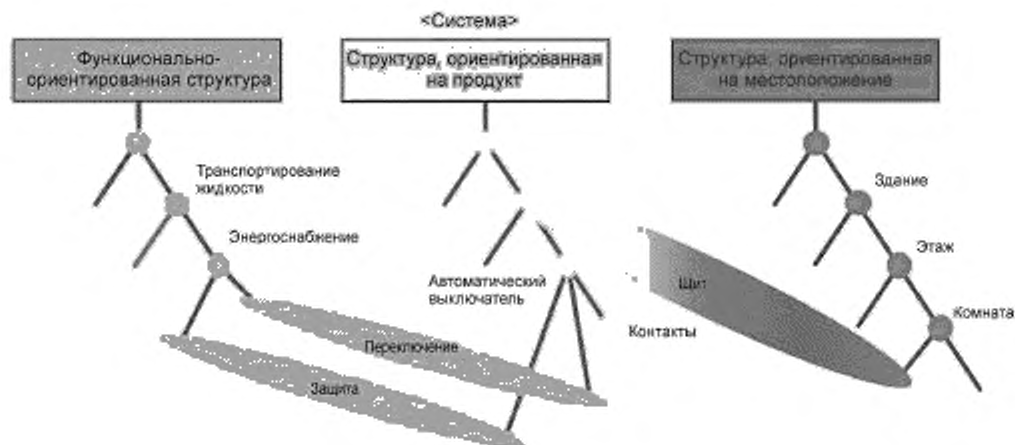 <Система>
Функционально-
ориентированная структура
Структура, ориентированная
на продукт
Структура, ориентированная
на местоположение
Транспортирование
жидкости
Здание
Энергоснабжение
Этаж
Автоматический
выключатель
Щит
Комната
Контакты
Переключение
Защита